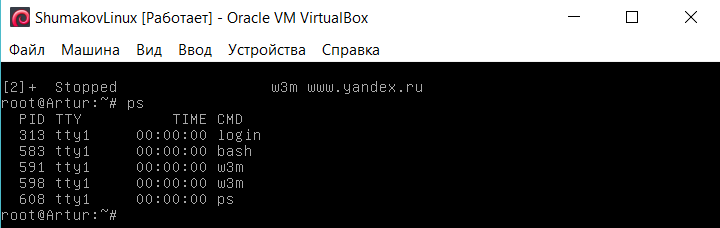 ShumakovLinux [Работает] - Oracle VM VirtualBox
Файл Машина Вид Ввод Устройства Справка
[2]+  Stopped                 w3m www.yandex.ru
root@Artur:~# ps
  PID TTY          TIME CMD
  313 tty1     00:00:00 login
  583 tty1     00:00:00 bash
  591 tty1     00:00:00 w3m
  598 tty1     00:00:00 w3m
  608 tty1     00:00:00 ps
root@Artur:~#